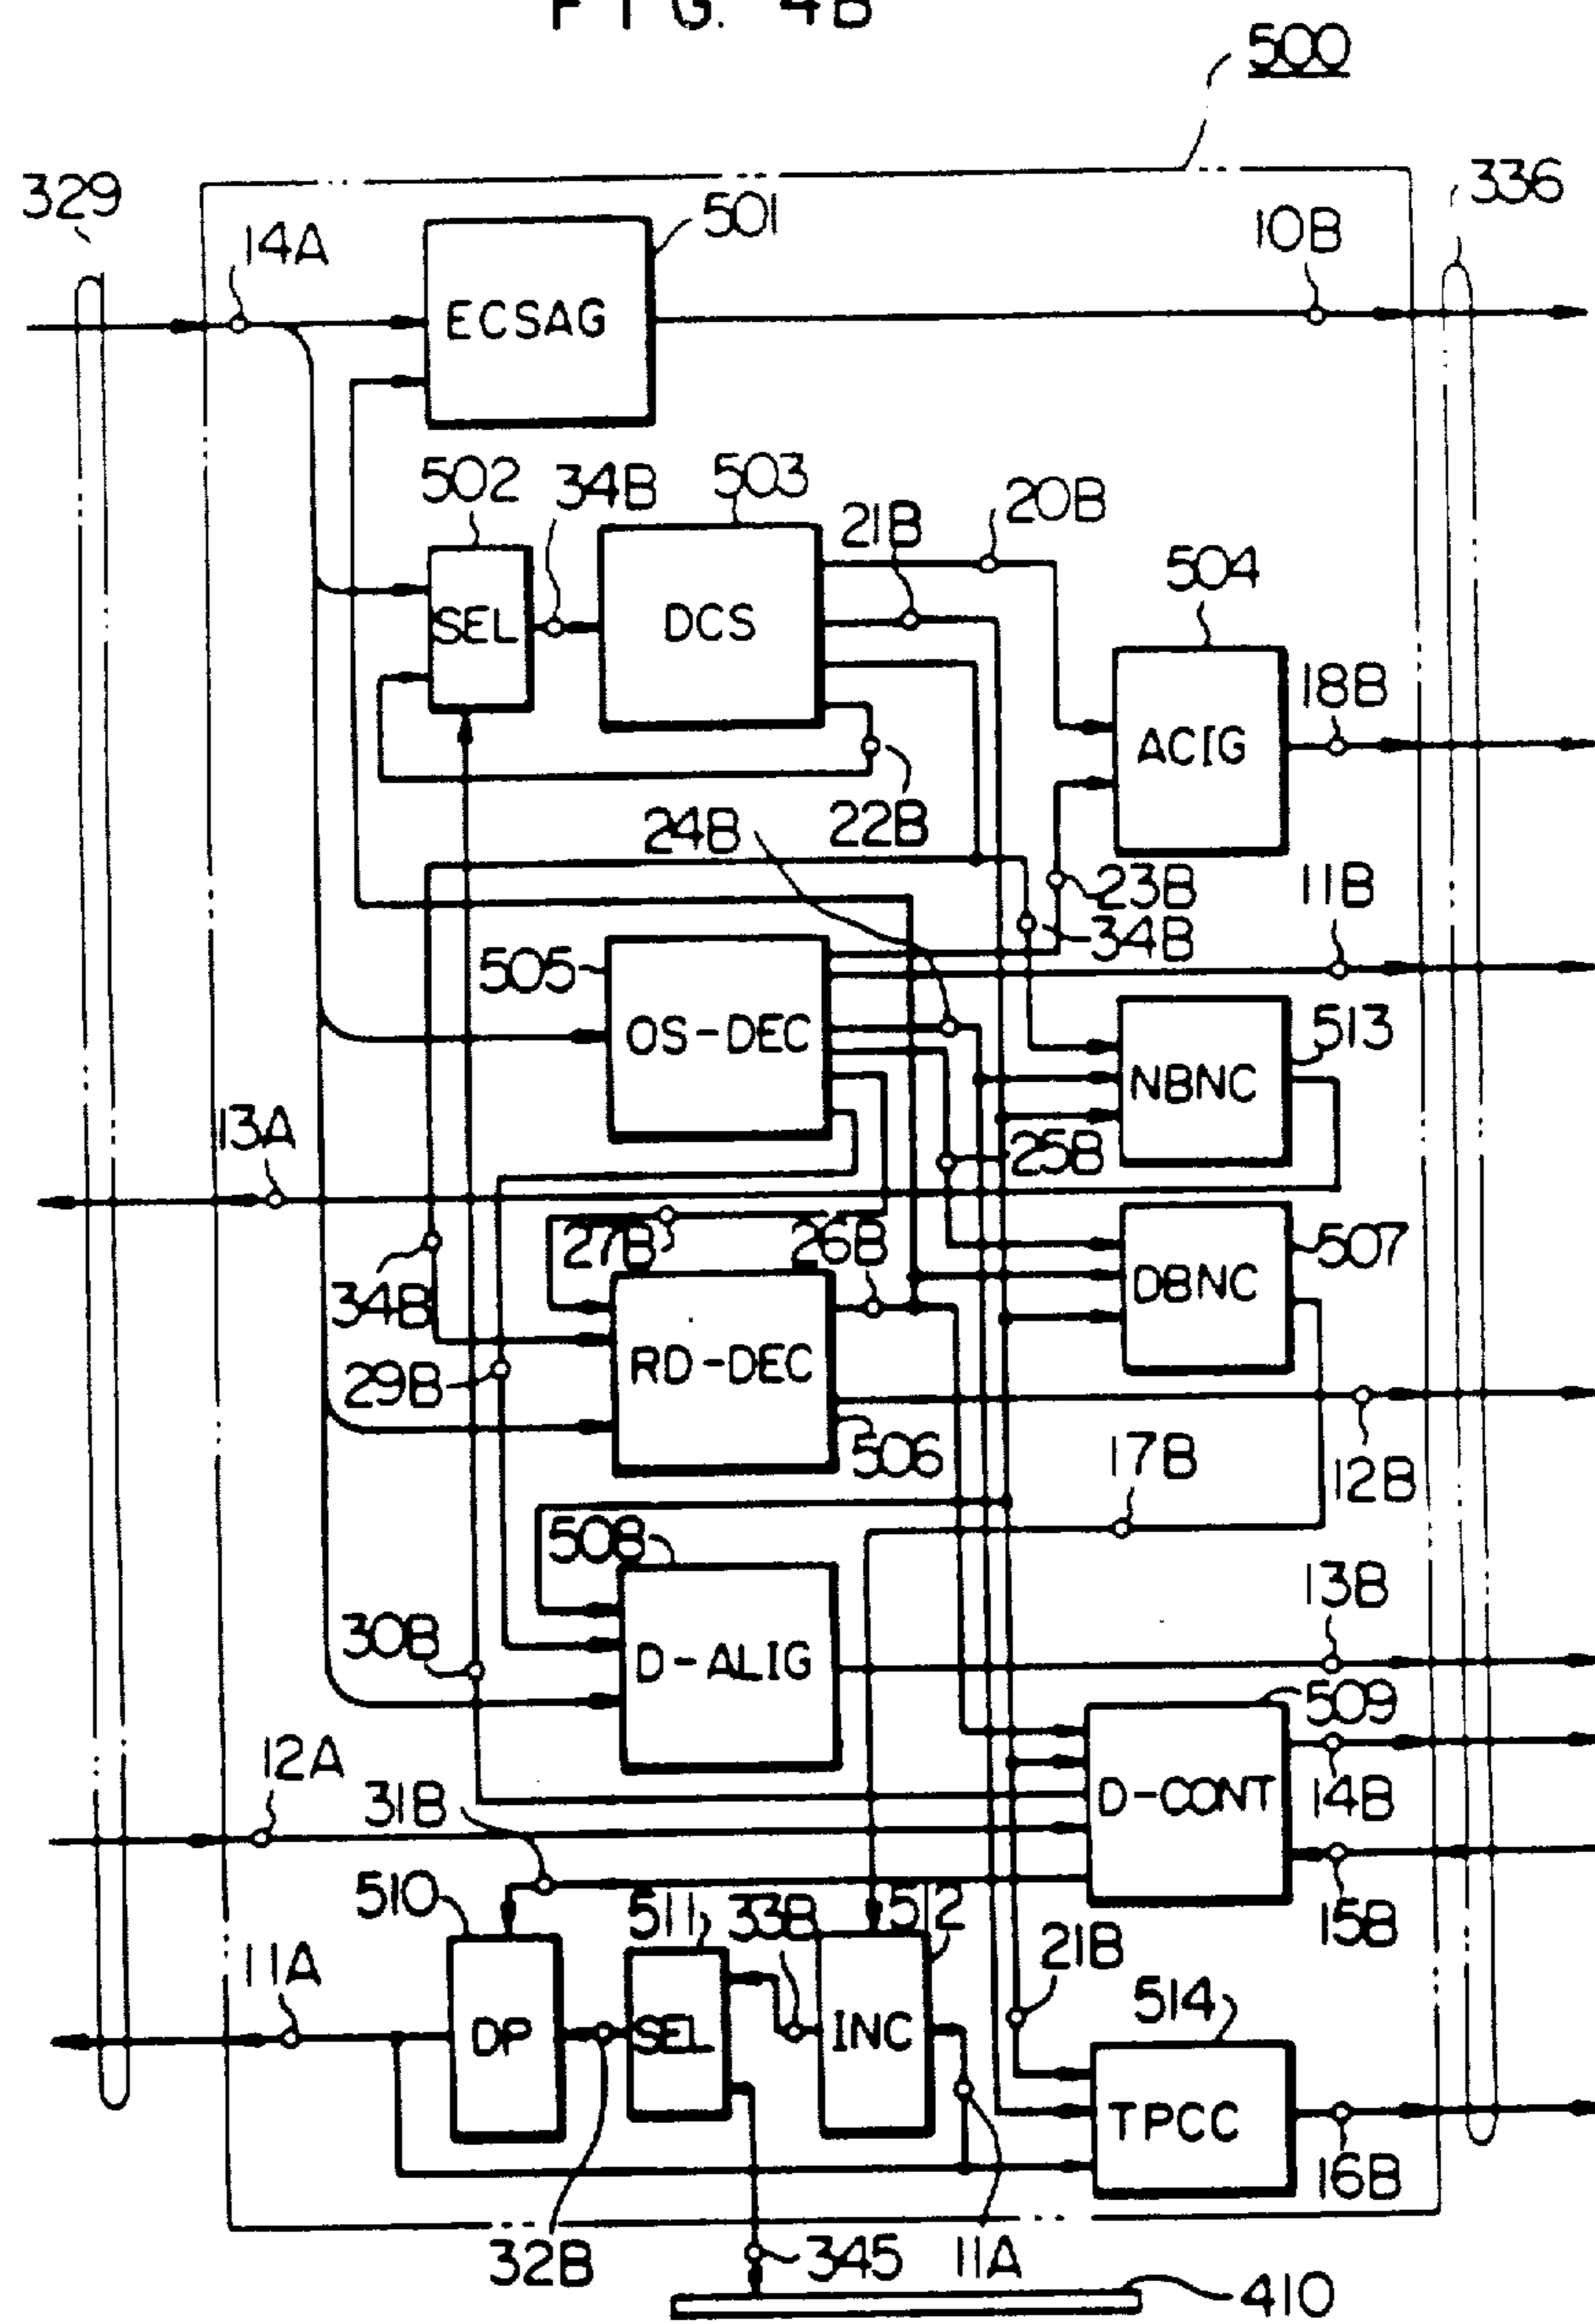 FIG. 4B
500
329
336
14A
501
10B
ECSAG
502
34B
503
21B
20B
504
SEL
DCS
18B
ACIG
22B
24B
23B
11B
34B
505
OS-DEC
513
NBNC
13A
25B
27B
26B
507
34B
DBNC
29B
RD-DEC
506
17B
12B
508
13B
30B
D-ALIG
509
12A
31B
D-CONT
14B
510
511
33B
512
15B
11A
21B
514
DP
SEL
INC
TPCC
16B
32B
345
11A
410